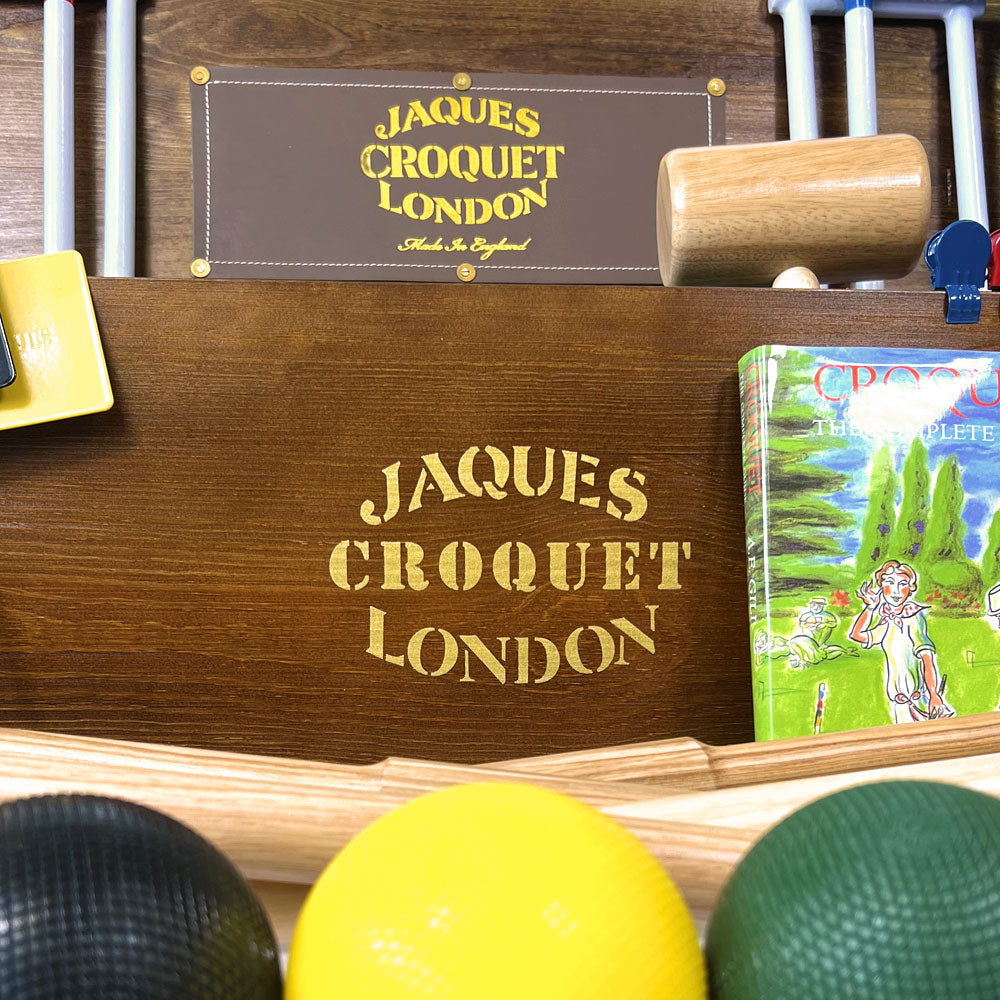 JAQUES
CROQUET
LONDON
Made In England
JAQUES
CROQUET
LONDON
CROQU
THE COMPLETE